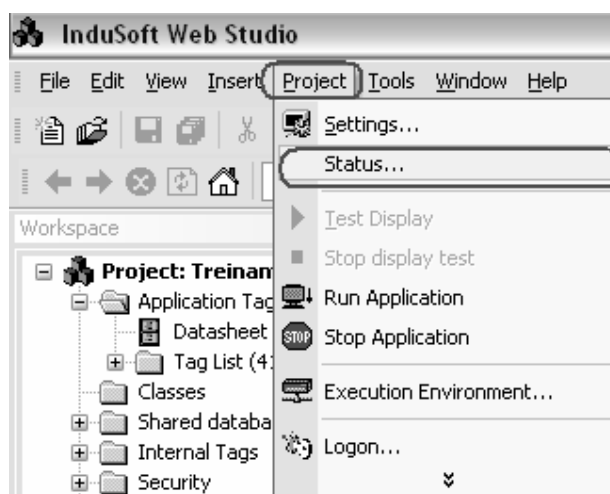 InduSoft Web Studio
File Edit View Insert Project Tools Window Help
Settings...
Status...
Workspace
Test Display
Stop display test
Project: Treinam
Run Application
Application Tag
STOP Stop Application
Datasheet
Tag List (41
Classes
Execution Environment...
Shared databa
Internal Tags
Logon...
Security